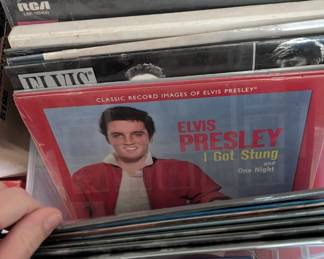 RCA
ELVIS
CLASSIC RECORD IMAGES OF ELVIS PRESLEY®
ELVIS
PRESLEY
I Got Stung
and
One Night